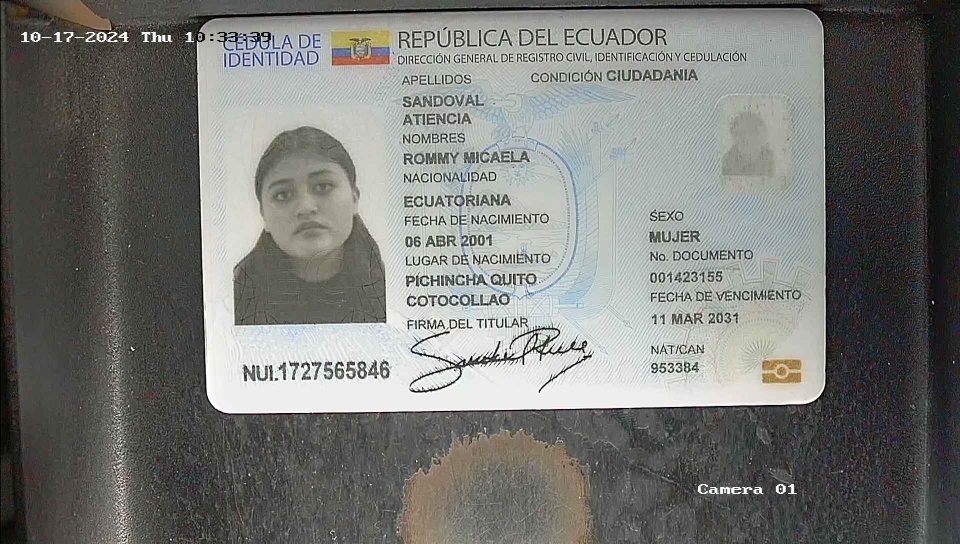 10-17-2024 Thu 10:33:39
CÉDULA DE
IDENTIDAD
REPÚBLICA DEL ECUADOR
DIRECCIÓN GENERAL DE REGISTRO CIVIL, IDENTIFICACIÓN Y CEDULACIÓN
APELLIDOS
CONDICIÓN CIUDADANÍA
SANDOVAL
ATIENCIA
NOMBRES
ROMMY MICAELA
NACIONALIDAD
ECUATORIANA
FECHA DE NACIMIENTO
06 ABR 2001
LUGAR DE NACIMIENTO
PICHINCHA QUITO
COTOCOLLAO
FIRMA DEL TITULAR
SEXO
MUJER
No. DOCUMENTO
001423155
FECHA DE VENCIMIENTO
11 MAR 2031
NAT/CAN
953384
NUI.1727565846
Camera 01